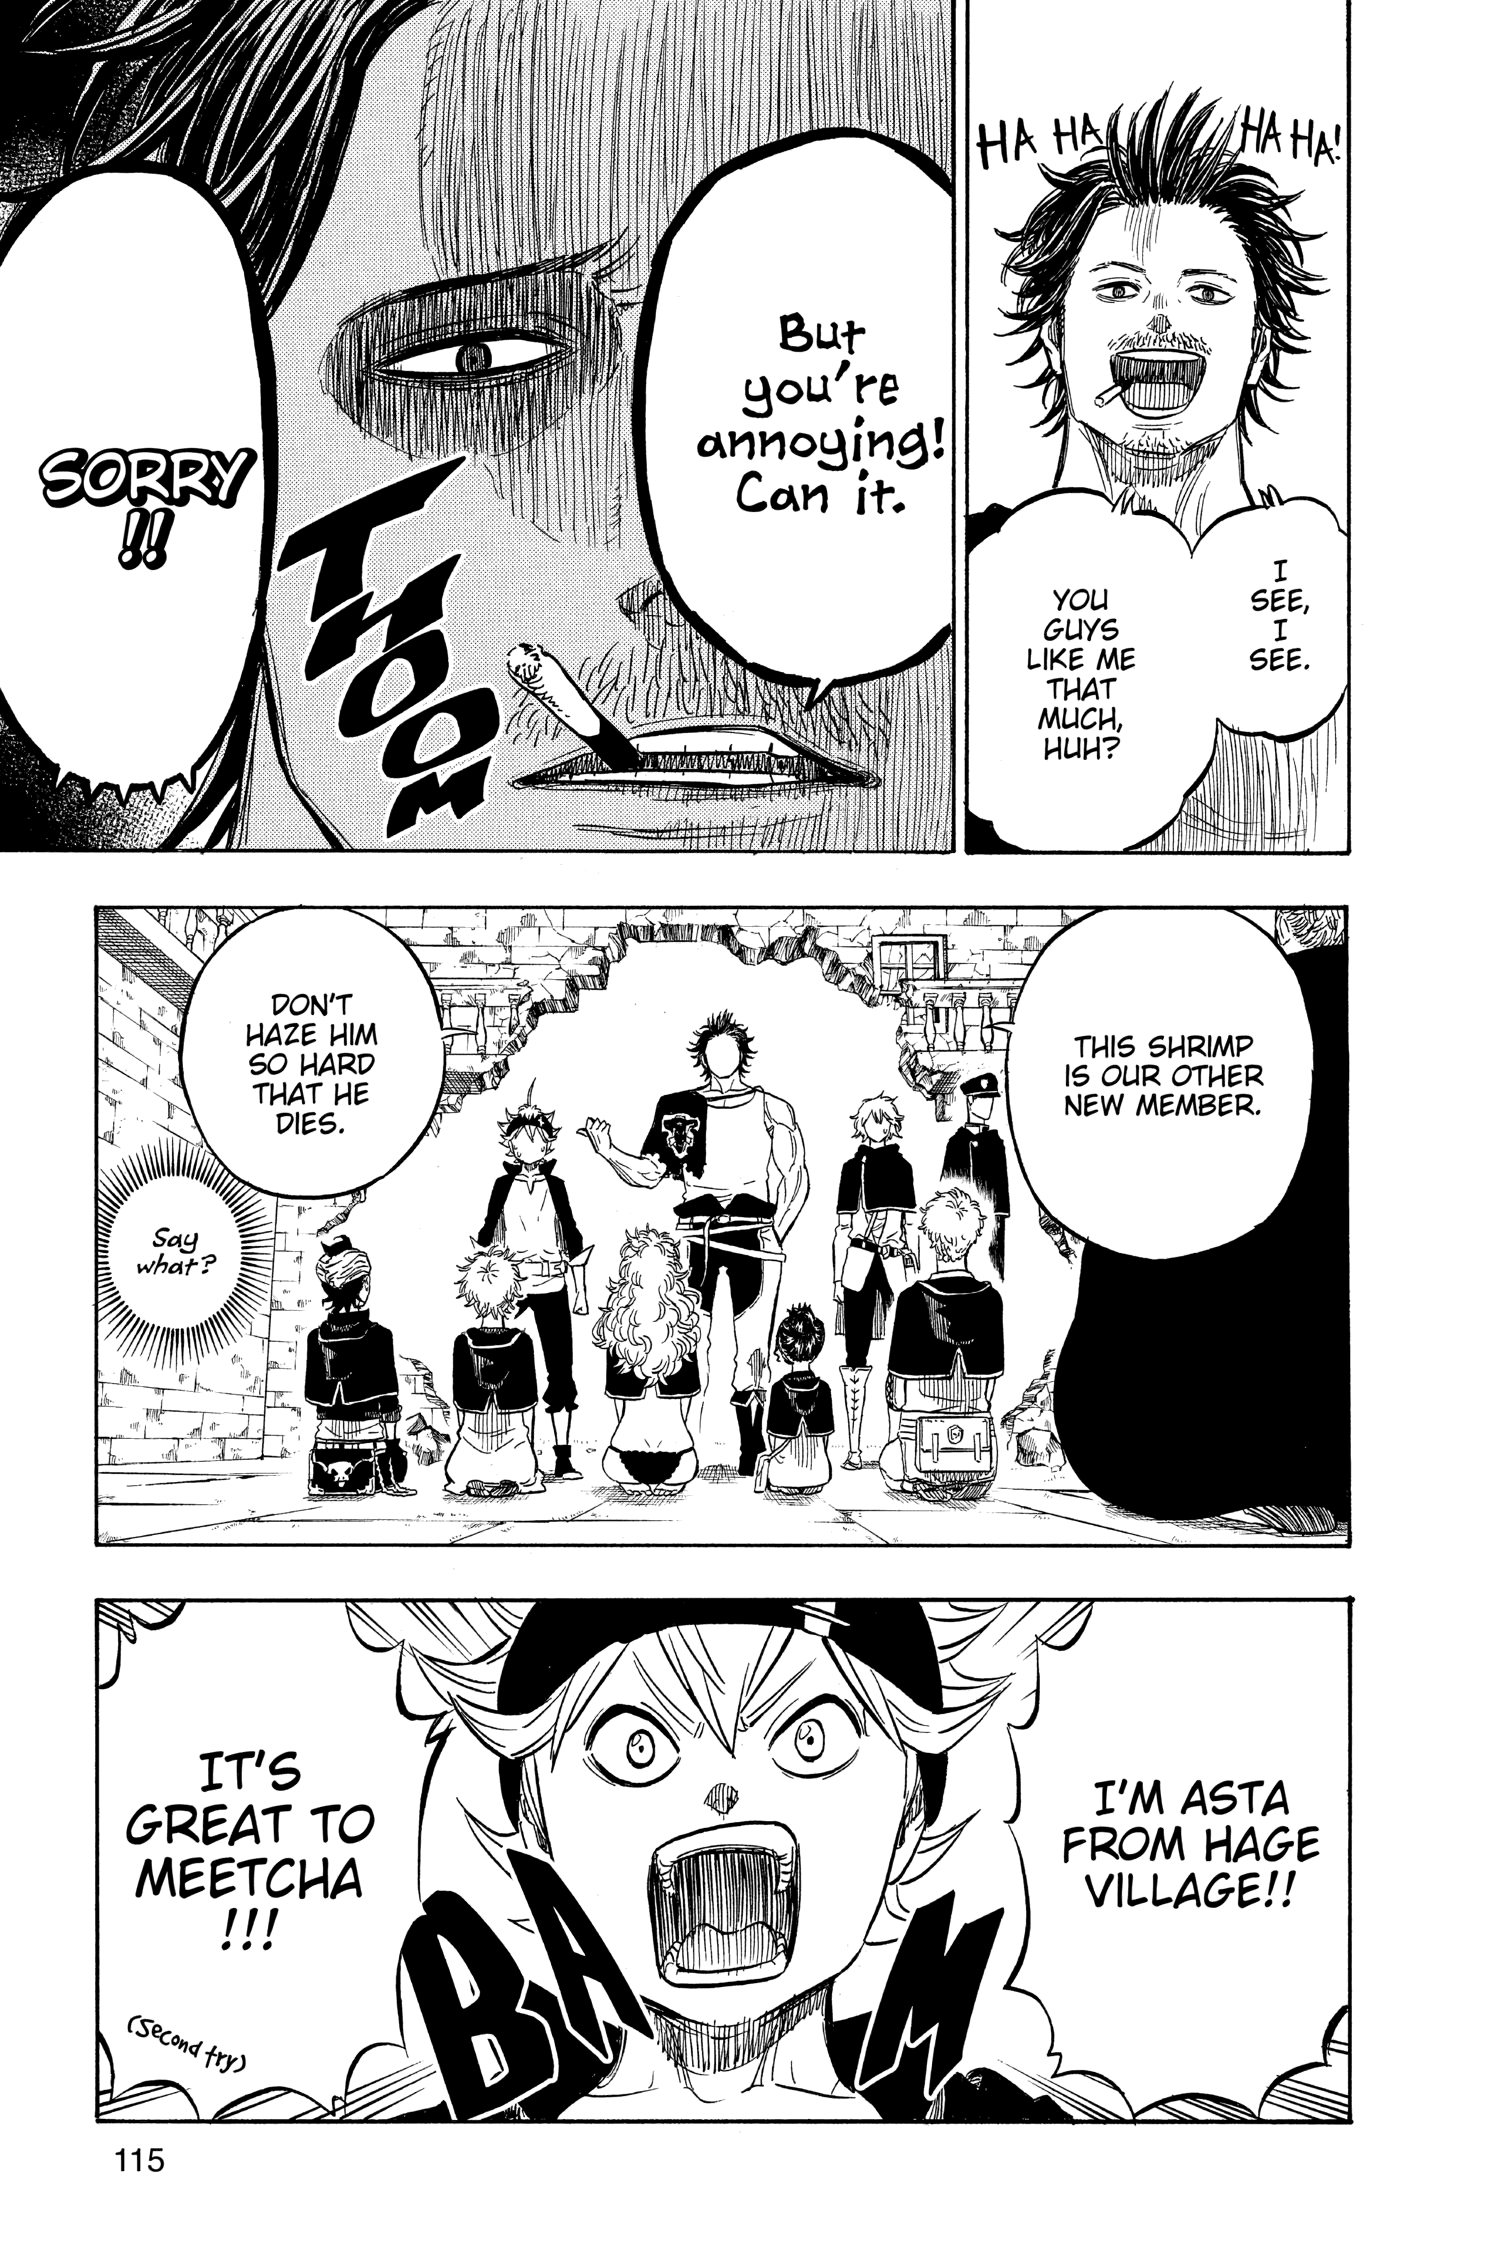 HA HA HA HA!
I
SEE,
I
SEE.
YOU
GUYS
LIKE ME
THAT
MUCH,
HUH?
But
you're
annoying!
Can it.
THOOM
SORRY
!!
THIS SHRIMP
IS OUR OTHER
NEW MEMBER.
DON'T
HAZE HIM
SO HARD
THAT HE
DIES.
Say
what?
I'M ASTA
FROM HAGE
VILLAGE!!
BAM
IT'S
GREAT TO
MEETCHA
!!!
(Second try)
115